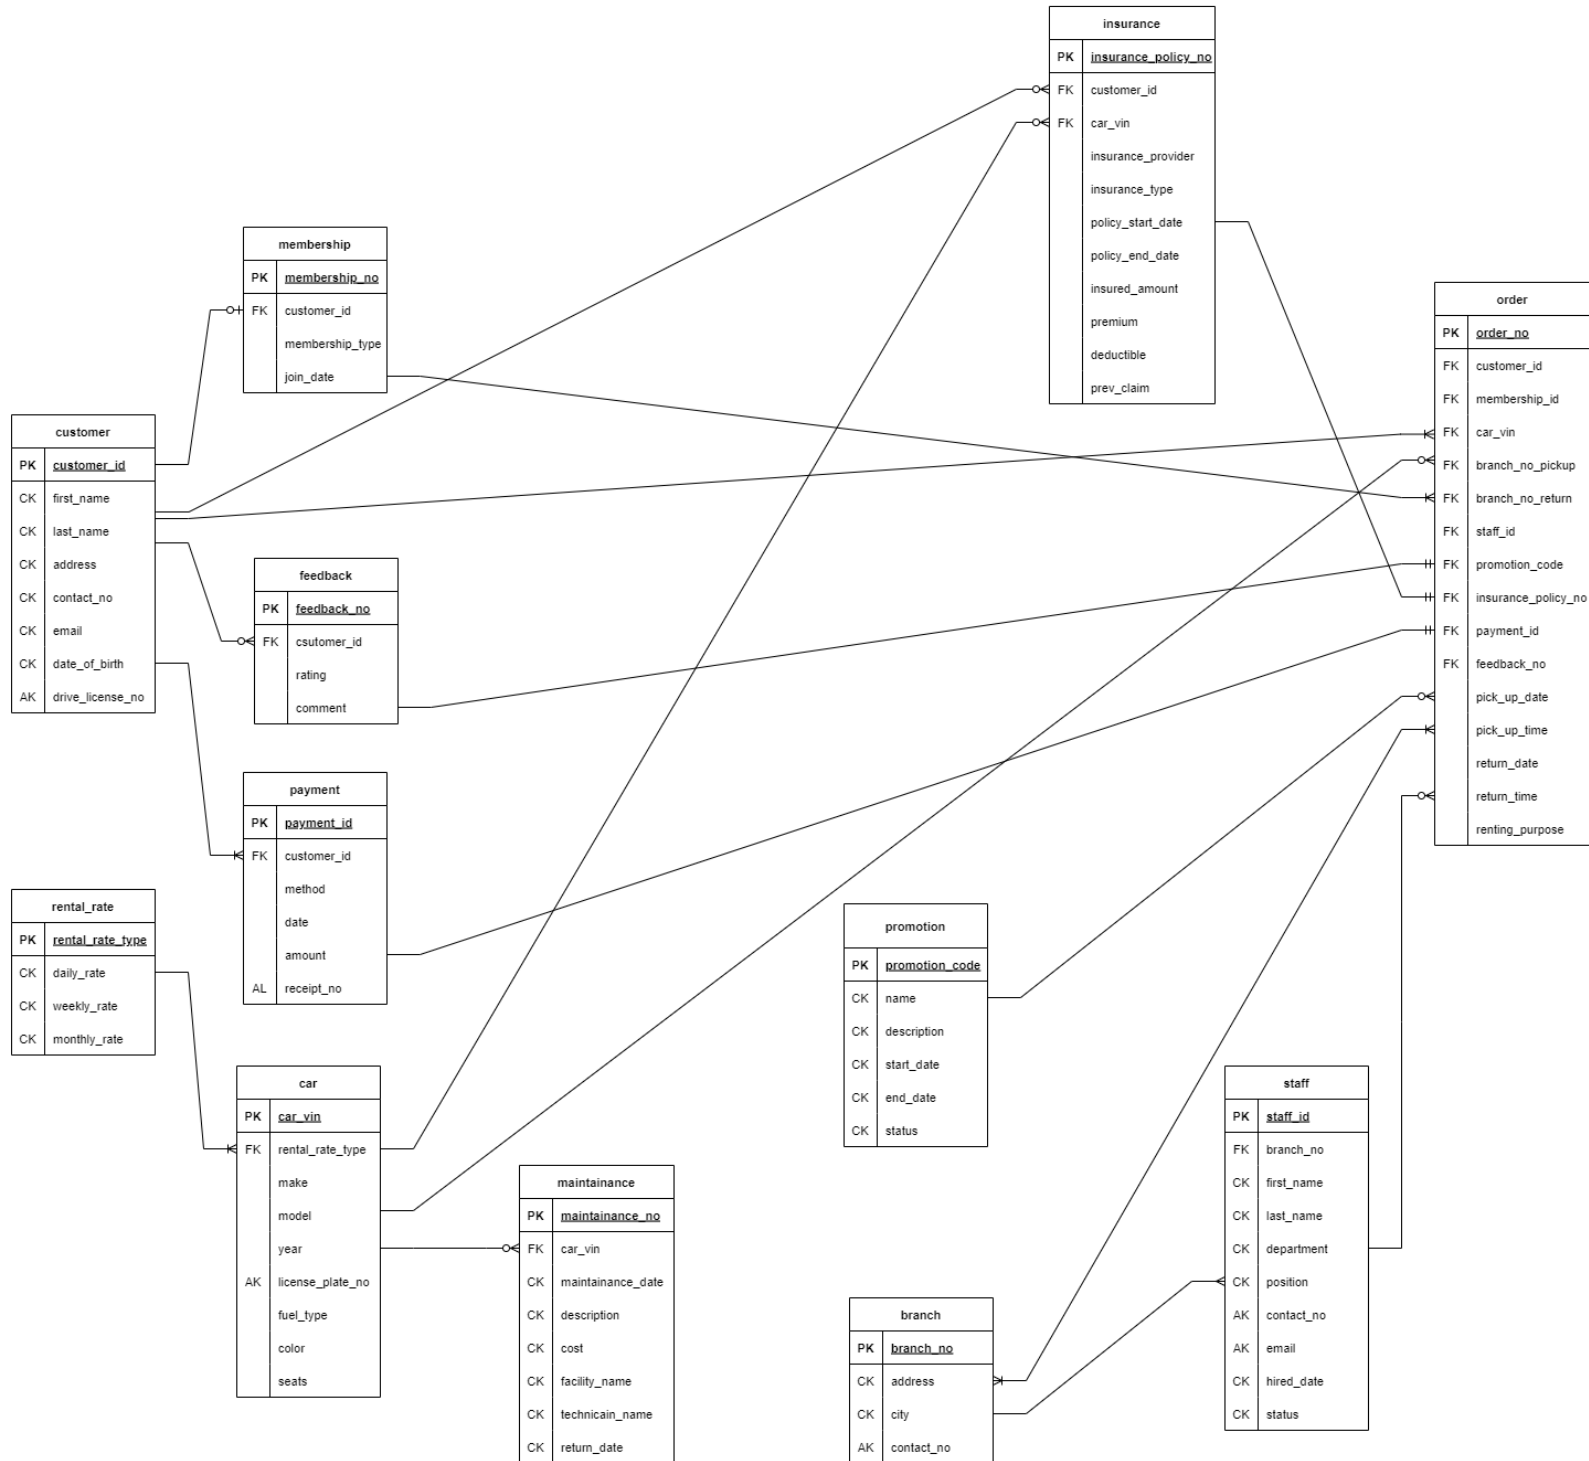 insurance
PK insurance_policy_no
FK customer_id
FK car_vin
insurance_provider
insurance_type
policy_start_date
policy_end_date
insured_amount
premium
deductible
prev_claim
membership
PK membership_no
FK customer_id
membership_type
join_date
order
PK order_no
FK customer_id
FK membership_id
FK car_vin
FK branch_no_pickup
FK branch_no_return
FK staff_id
FK promotion_code
FK insurance_policy_no
FK payment_id
FK feedback_no
pick_up_date
pick_up_time
return_date
return_time
renting_purpose
customer
PK customer_id
CK first_name
CK last_name
CK address
CK contact_no
CK email
CK date_of_birth
AK drive_license_no
feedback
PK feedback_no
FK csutomer_id
rating
comment
payment
PK payment_id
FK customer_id
method
date
amount
AL receipt_no
rental_rate
PK rental_rate_type
CK daily_rate
CK weekly_rate
CK monthly_rate
promotion
PK promotion_code
CK name
CK description
CK start_date
CK end_date
CK status
car
PK car_vin
FK rental_rate_type
make
model
year
AK license_plate_no
fuel_type
color
seats
staff
PK staff_id
FK branch_no
CK first_name
CK last_name
CK department
CK position
AK contact_no
AK email
CK hired_date
CK status
maintainance
PK maintainance_no
FK car_vin
CK maintainance_date
CK description
CK cost
CK facility_name
CK technicain_name
CK return_date
branch
PK branch_no
CK address
CK city
AK contact_no